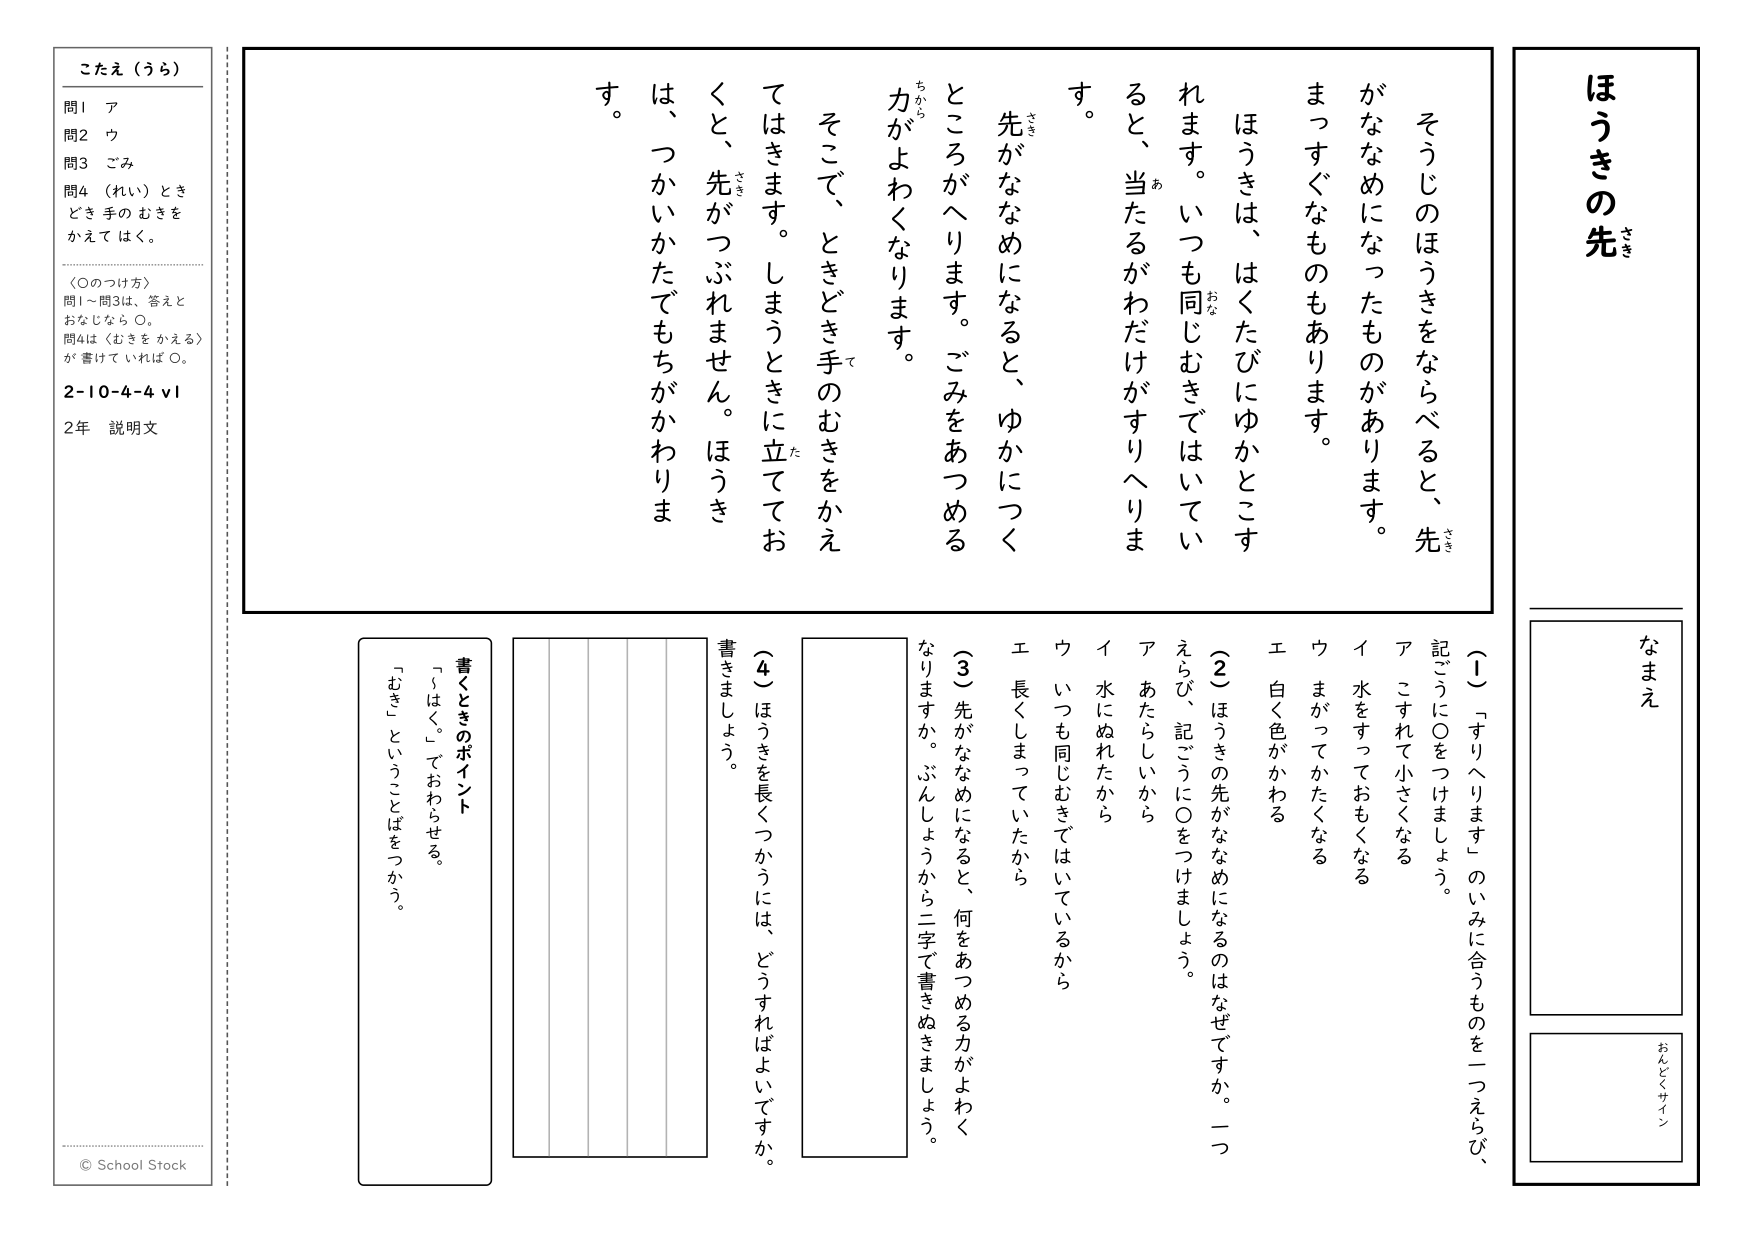 ほうきの先
さき
なまえ
おんどくサイン
そうじのほうきをならべると、先
さき
がななめになったものがあります。
まっすぐなものもあります。
ほうきは、はくたびにゆかとこす
れます。いつも同じむきではいてい
おな
ると、当たるがわだけがすりへりま
あ
す。
先がななめになると、ゆかにつく
さき
ところがへります。ごみをあつめる
力がよわくなります。
ちから
そこで、ときどき手のむきをかえ
て
てはきます。しまうときに立ててお
た
くと、先がつぶれません。ほうき
さき
は、つかいかたでもちがかわりま
す。
(1)「すりへります」のいみに合うものを一つえらび、
記ごうに〇をつけましょう。
ア こすれて小さくなる
イ 水をすっておもくなる
ウ まがってかたくなる
エ 白く色がかわる
(2)ほうきの先がななめになるのはなぜですか。一つ
えらび、記ごうに〇をつけましょう。
ア あたらしいから
イ 水にぬれたから
ウ いつも同じむきではいているから
エ 長くしまっていたから
(3)先がななめになると、何をあつめる力がよわく
なりますか。ぶんしょうから二字で書きぬきましょう。
(4)ほうきを長くつかうには、どうすればよいですか。
書きましょう。
書くときのポイント
「〜はく。」でおわらせる。
「むき」ということばをつかう。
こたえ（うら）
問1 ア
問2 ウ
問3 ごみ
問4 （れい）とき
どき 手の むきを
かえて はく。
〈〇のつけ方〉
問1～問3は、答えと
おなじなら 〇。
問4は〈むきを かえる〉
が 書けて いれば 〇。
2-10-4-4 v1
2年 説明文
© School Stock